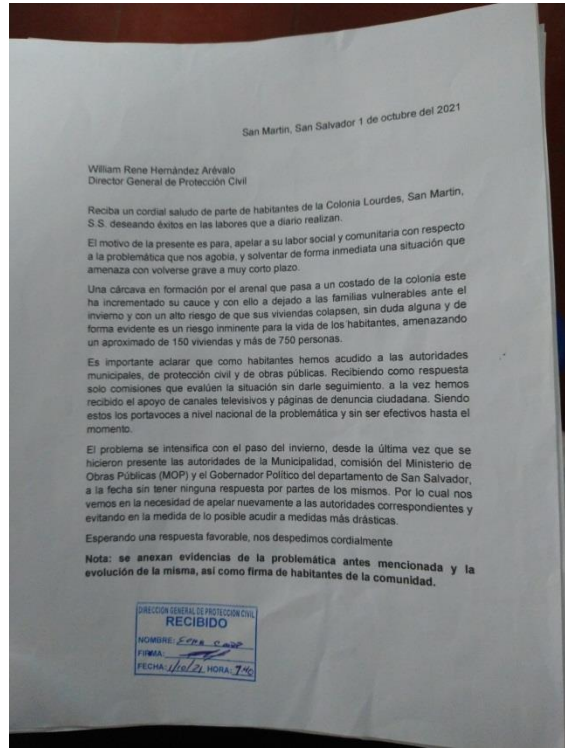 San Martin, San Salvador 1 de octubre del 2021
William Rene Hernández Arévalo
Director General de Protección Civil
Reciba un cordial saludo de parte de habitantes de la Colonia Lourdes, San Martin,
S.S. deseando éxitos en las labores que a diario realizan.
El motivo de la presente es para, apelar a su labor social y comunitaria con respecto
a la problemática que nos agobia, y solventar de forma inmediata una situación que
amenaza con volverse grave a muy corto plazo.
Una cárcava en formación por el arenal que pasa a un costado de la colonia este
ha incrementado su cauce y con ello a dejado a las familias vulnerables ante el
invierno y con un alto riesgo de que sus viviendas colapsen, sin duda alguna y de
forma evidente es un riesgo inminente para la vida de los habitantes, amenazando
un aproximado de 150 viviendas y más de 750 personas.
Es importante aclarar que como habitantes hemos acudido a las autoridades
municipales, de protección civil y de obras públicas. Recibiendo como respuesta
solo comisiones que evalúen la situación sin darle seguimiento. a la vez hemos
recibido el apoyo de canales televisivos y páginas de denuncia ciudadana. Siendo
estos los portavoces a nivel nacional de la problemática y sin ser efectivos hasta el
momento.
El problema se intensifica con el paso del invierno, desde la última vez que se
hicieron presente las autoridades de la Municipalidad, comisión del Ministerio de
Obras Públicas (MOP) y el Gobernador Político del departamento de San Salvador,
a la fecha sin tener ninguna respuesta por partes de los mismos. Por lo cual nos
vemos en la necesidad de apelar nuevamente a las autoridades correspondientes y
evitando en la medida de lo posible acudir a medidas más drásticas.
Esperando una respuesta favorable, nos despedimos cordialmente
Nota: se anexan evidencias de la problemática antes mencionada y la
evolución de la misma, así como firma de habitantes de la comunidad.
DIRECCIÓN GENERAL DE PROTECCIÓN CIVIL
RECIBIDO
NOMBRE:
FIRMA:
FECHA: 1/10/21 HORA: 7:40